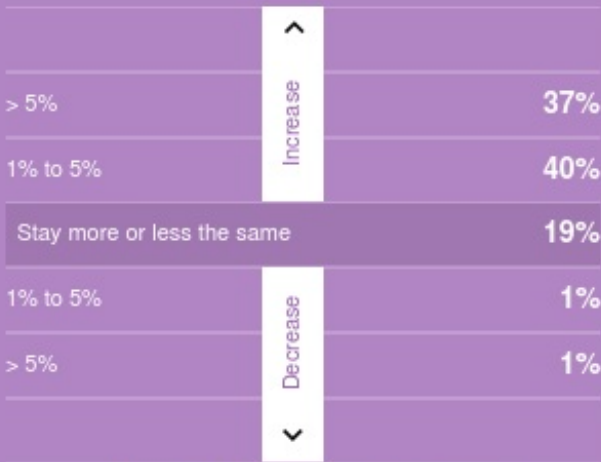 Increase
> 5% 37%
1% to 5% 40%
Stay more or less the same 19%
Decrease
1% to 5% 1%
> 5% 1%